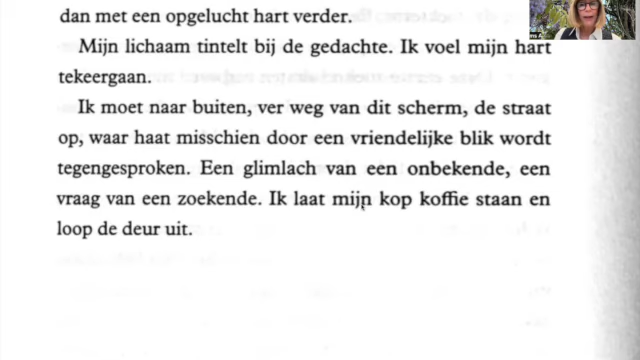 dan met een opgelucht hart verder.
Mijn lichaam tintelt bij de gedachte. Ik voel mijn hart
tekeergaan.
Ik moet naar buiten, ver weg van dit scherm, de straat
op, waar haat misschien door een vriendelijke blik wordt
tegengesproken. Een glimlach van een onbekende, een
vraag van een zoekende. Ik laat mijn kop koffie staan en
loop de deur uit.